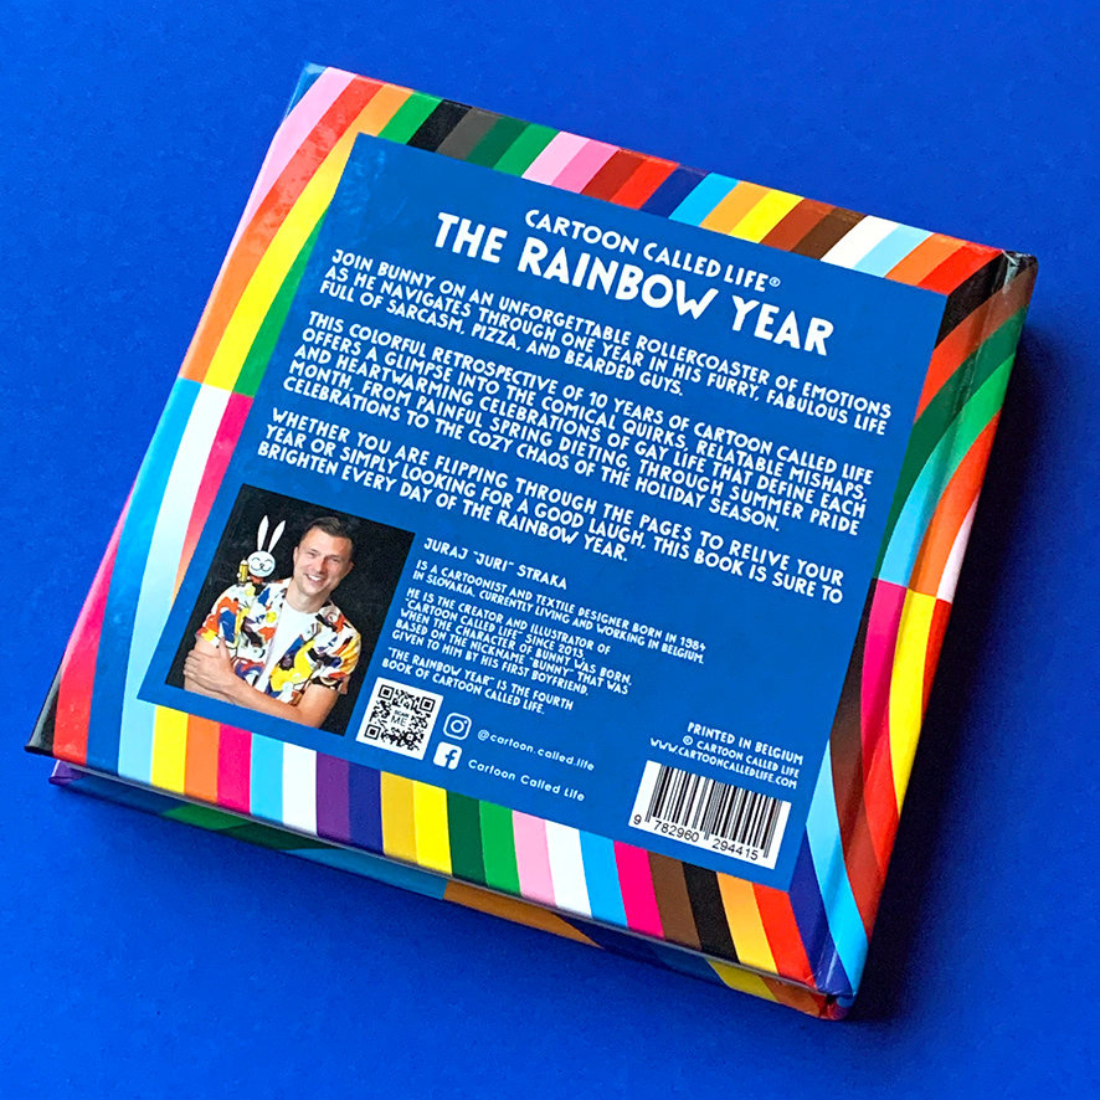 CARTOON CALLED LIFE®
THE RAINBOW YEAR
JOIN BUNNY ON AN UNFORGETTABLE ROLLERCOASTER OF EMOTIONS
AS HE NAVIGATES THROUGH ONE YEAR IN HIS FURRY, FABULOUS LIFE
FULL OF SARCASM, PIZZA, AND BEARDED GUYS.
THIS COLORFUL RETROSPECTIVE OF 10 YEARS OF CARTOON CALLED LIFE
OFFERS A GLIMPSE INTO THE COMICAL QUIRKS, RELATABLE MISHAPS,
AND HEARTWARMING CELEBRATIONS OF GAY LIFE THAT DEFINE EACH
MONTH. FROM PAINFUL SPRING DIETING, THROUGH SUMMER PRIDE
CELEBRATIONS TO THE COZY CHAOS OF THE HOLIDAY SEASON.
WHETHER YOU ARE FLIPPING THROUGH THE PAGES TO RELIVE YOUR
YEAR OR SIMPLY LOOKING FOR A GOOD LAUGH, THIS BOOK IS SURE TO
BRIGHTEN EVERY DAY OF THE RAINBOW YEAR.
JURAJ "JURI" STRAKA
IS A CARTOONIST AND TEXTILE DESIGNER BORN IN 1984
IN SLOVAKIA, CURRENTLY LIVING AND WORKING IN BELGIUM.
HE IS THE CREATOR AND ILLUSTRATOR OF
"CARTOON CALLED LIFE" SINCE 2013,
WHEN THE CHARACTER OF BUNNY WAS BORN,
BASED ON THE NICKNAME "BUNNY" THAT WAS
GIVEN TO HIM BY HIS FIRST BOYFRIEND.
"THE RAINBOW YEAR" IS THE FOURTH
BOOK OF CARTOON CALLED LIFE.
SCAN
ME
@cartoon.called.life
Cartoon Called Life
PRINTED IN BELGIUM
© CARTOON CALLED LIFE
WWW.CARTOONCALLEDLIFE.COM
9 782960 294415